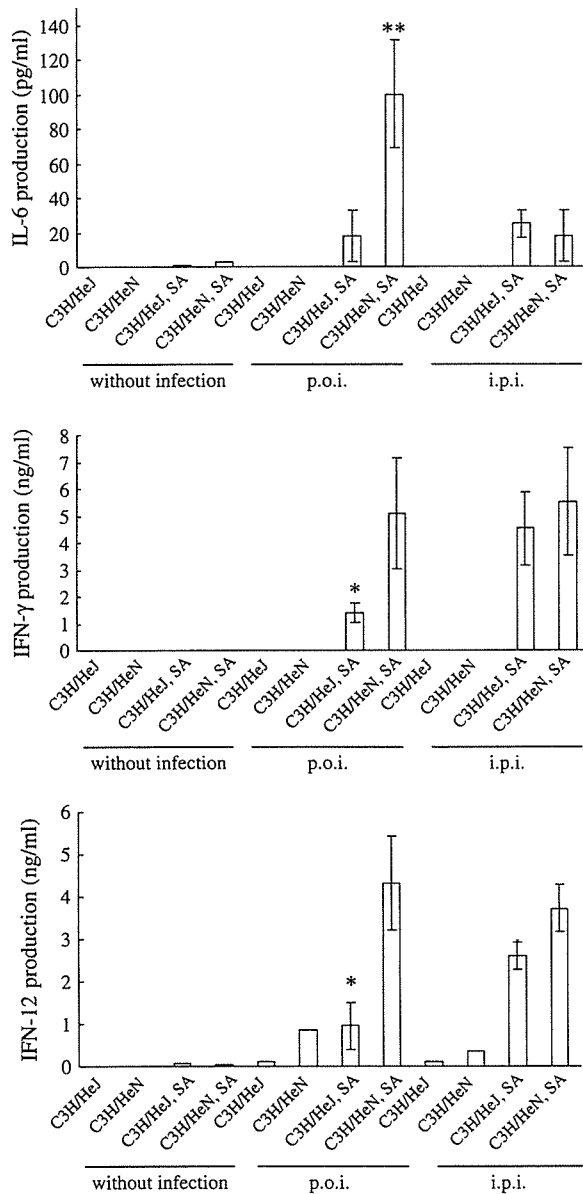 IL-6 production (pg/ml)
140
120
100
80
60
40
20
0
**
C3H/HeJ
C3H/HeN
C3H/HeJ, SA
C3H/HeN, SA
C3H/HeJ
C3H/HeN
C3H/HeJ, SA
C3H/HeN, SA
C3H/HeJ
C3H/HeN
C3H/HeJ, SA
C3H/HeN, SA
without infection
p.o.i.
i.p.i.
IFN-γ production (ng/ml)
8
7
6
5
4
3
2
1
0
*
C3H/HeJ
C3H/HeN
C3H/HeJ, SA
C3H/HeN, SA
C3H/HeJ
C3H/HeN
C3H/HeJ, SA
C3H/HeN, SA
C3H/HeJ
C3H/HeN
C3H/HeJ, SA
C3H/HeN, SA
without infection
p.o.i.
i.p.i.
IFN-12 production (ng/ml)
6
5
4
3
2
1
0
*
C3H/HeJ
C3H/HeN
C3H/HeJ, SA
C3H/HeN, SA
C3H/HeJ
C3H/HeN
C3H/HeJ, SA
C3H/HeN, SA
C3H/HeJ
C3H/HeN
C3H/HeJ, SA
C3H/HeN, SA
without infection
p.o.i.
i.p.i.